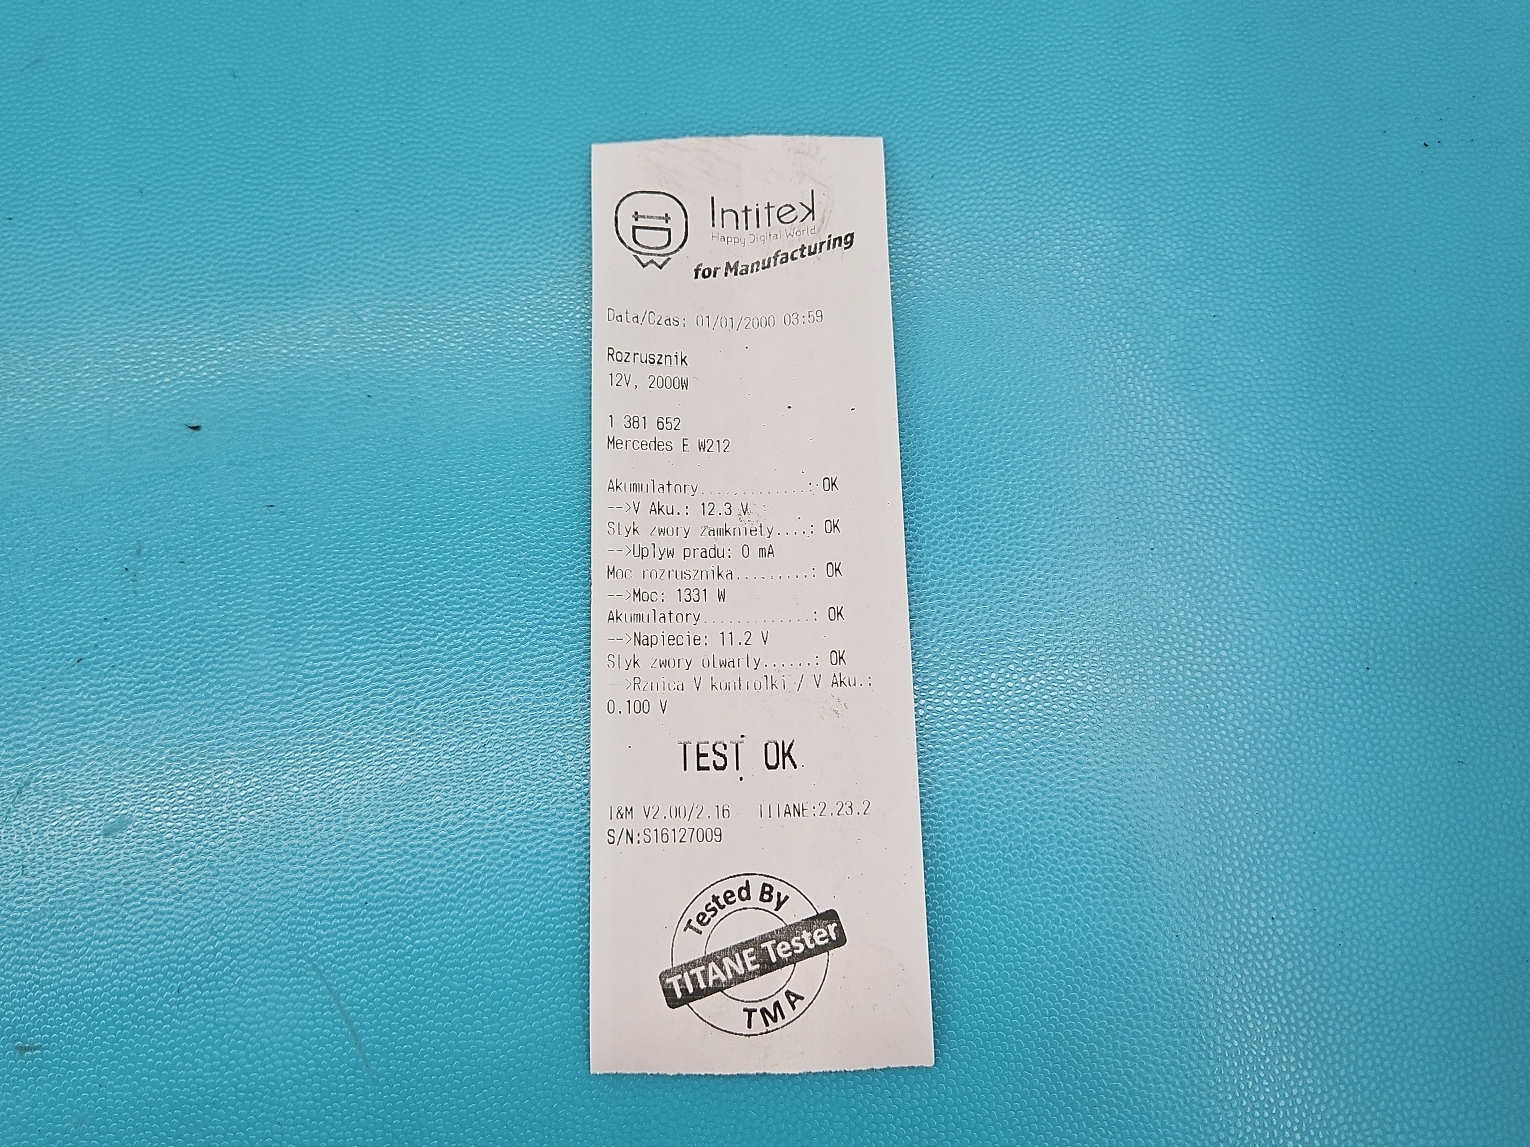 Intitek
Happy Digital World
for Manufacturing
Data/Czas: 01/01/2000 03:59
Rozrusznik
12V, 2000W
1 381 652
Mercedes E W212
Akumulatory.............: OK
-->V Aku.: 12.3 V
Styk zwory zamkniety....: OK
-->Uplyw pradu: 0 mA
Moc rozrusznika.........: OK
-->Moc: 1331 W
Akumulatory.............: OK
-->Napiecie: 11.2 V
Styk zwory otwarty......: OK
-->Rznica V kontrolki / V Aku.:
0.100 V
TEST OK
I&M V2.00/2.16 TITANE:2.23.2
S/N:S16127009
Tested By
TITANE Tester
TMA